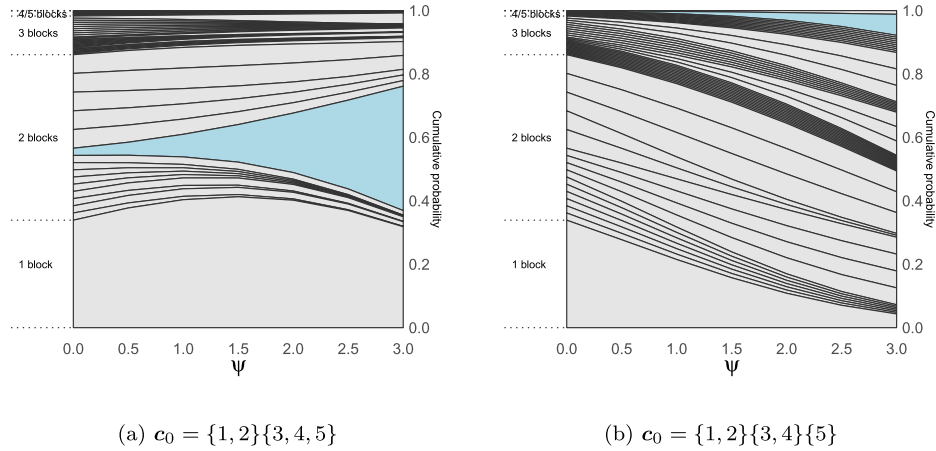 4/5 blocks
3 blocks
2 blocks
1 block
1.0
0.8
0.6
0.4
0.2
0.0
Cumulative probability
0.0 0.5 1.0 1.5 2.0 2.5 3.0
ψ
(a) c₀ = {1, 2}{3, 4, 5}
4/5 blocks
3 blocks
2 blocks
1 block
1.0
0.8
0.6
0.4
0.2
0.0
Cumulative probability
0.0 0.5 1.0 1.5 2.0 2.5 3.0
ψ
(b) c₀ = {1, 2}{3, 4}{5}